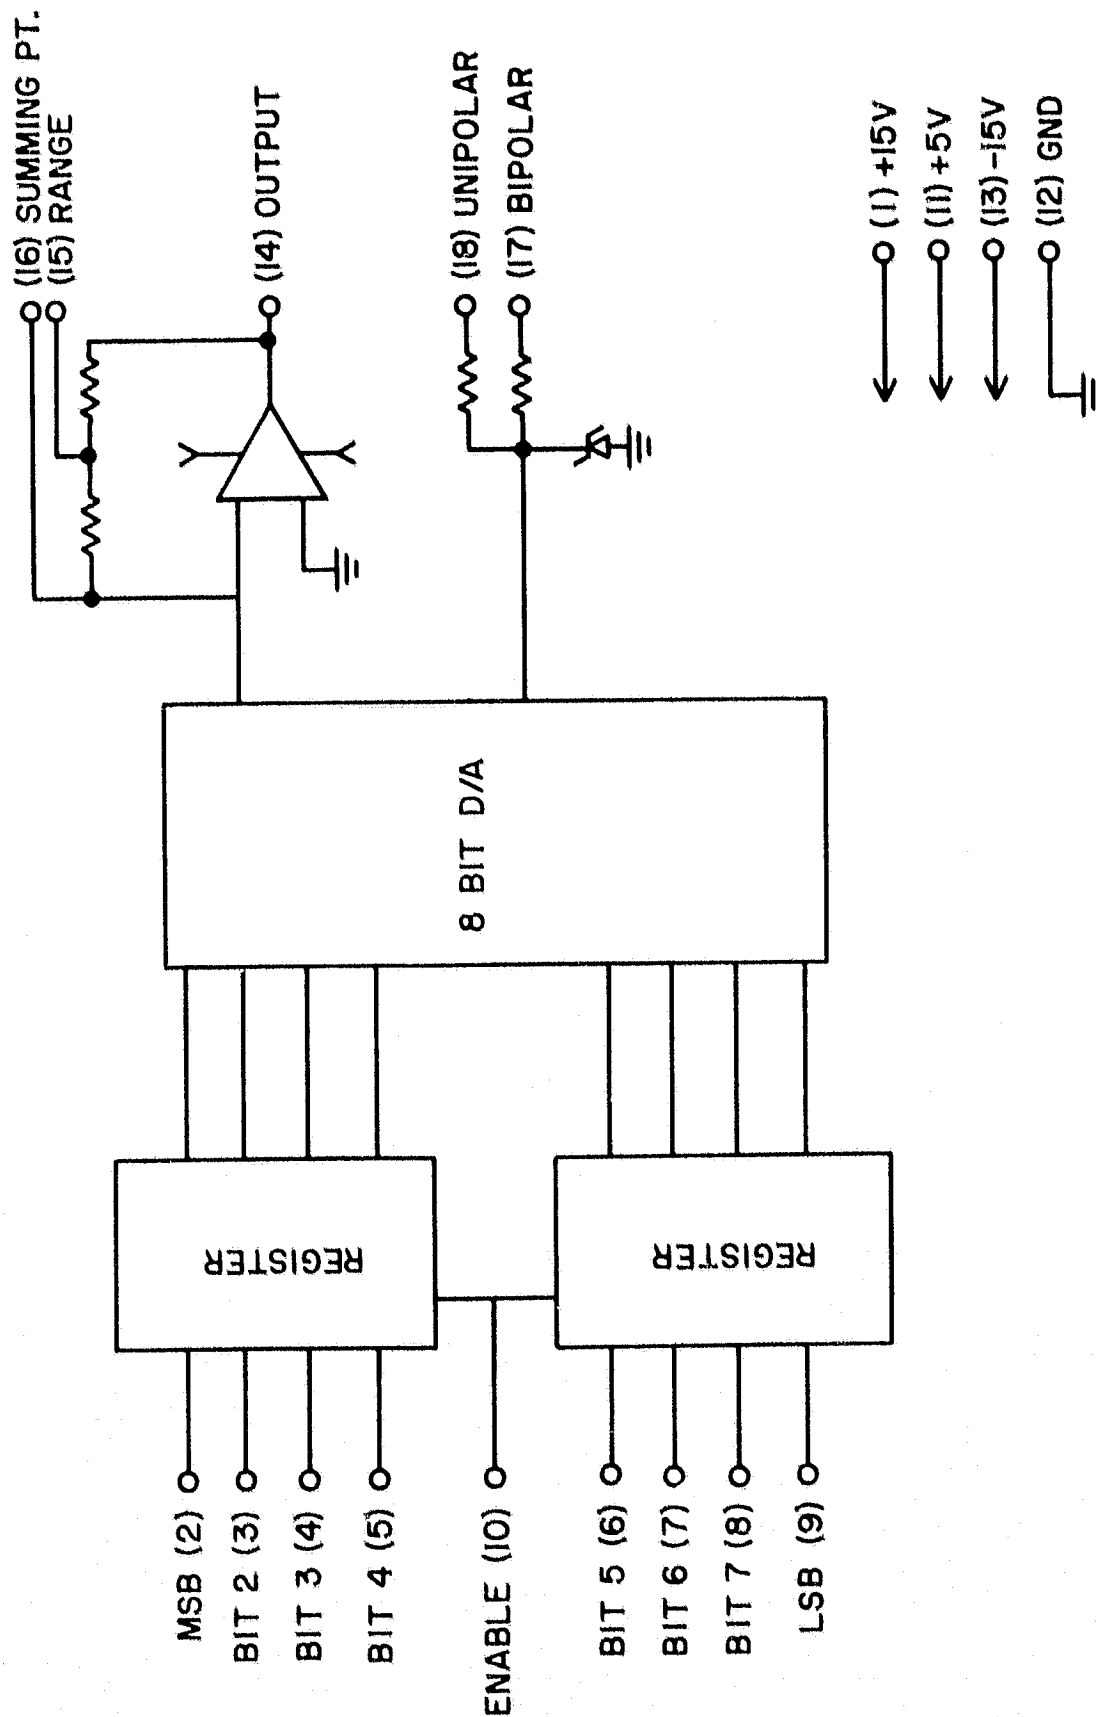 MSB (2)
BIT 2 (3)
BIT 3 (4)
BIT 4 (5)
ENABLE (10)
BIT 5 (6)
BIT 6 (7)
BIT 7 (8)
LSB (9)
REGISTER
REGISTER
8 BIT D/A
(16) SUMMING PT.
(15) RANGE
(14) OUTPUT
(18) UNIPOLAR
(17) BIPOLAR
(1) +15V
(11) +5V
(13) -15V
(12) GND